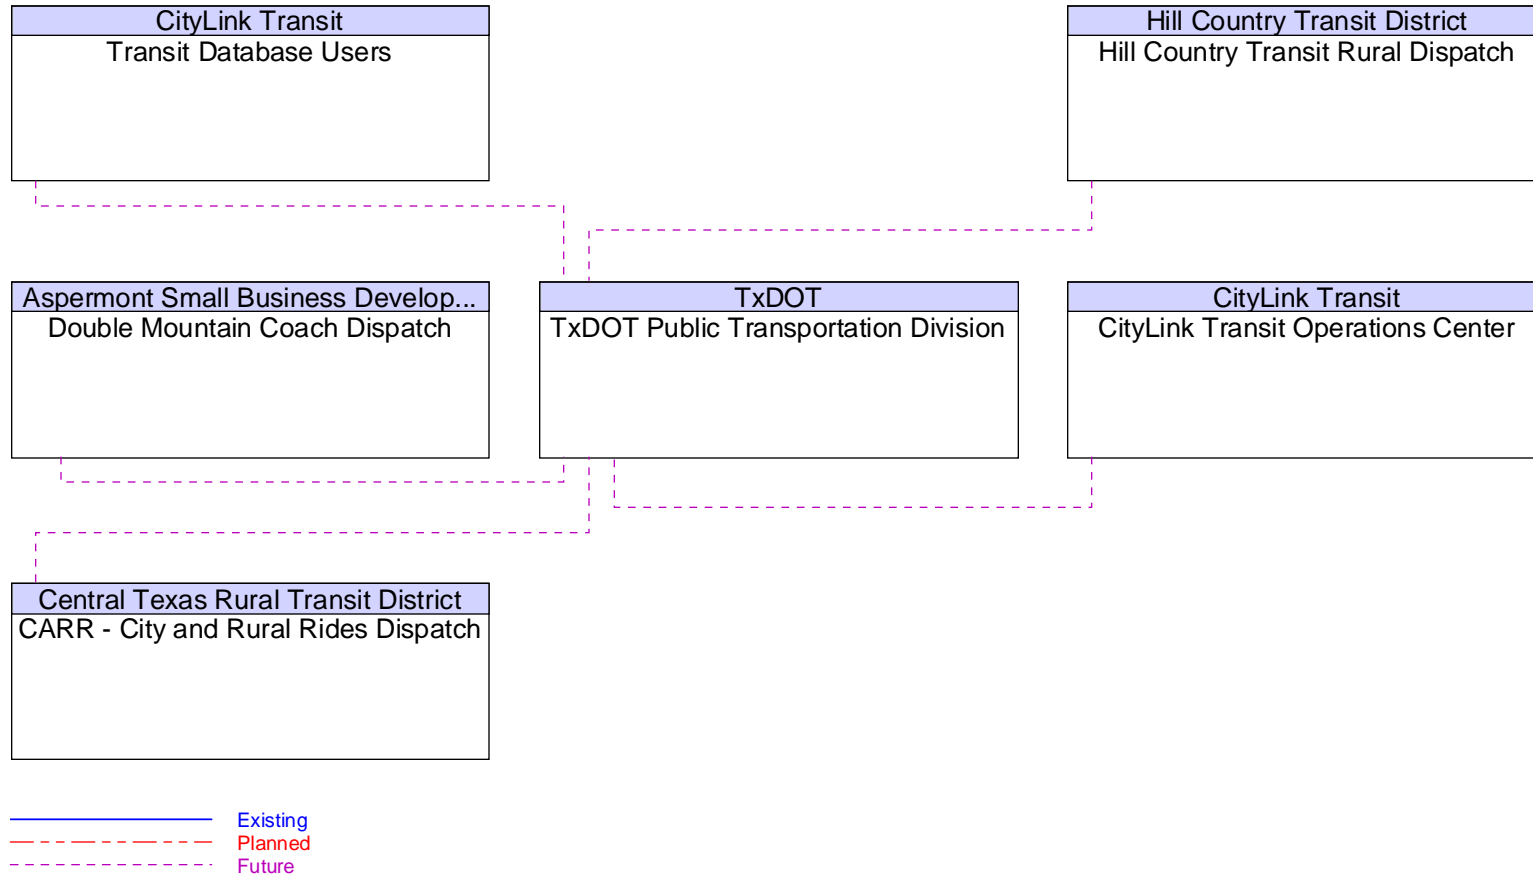 CityLink Transit
Transit Database Users
Hill Country Transit District
Hill Country Transit Rural Dispatch
Aspermont Small Business Develop...
Double Mountain Coach Dispatch
TxDOT
TxDOT Public Transportation Division
CityLink Transit
CityLink Transit Operations Center
Central Texas Rural Transit District
CARR - City and Rural Rides Dispatch
Existing
Planned
Future